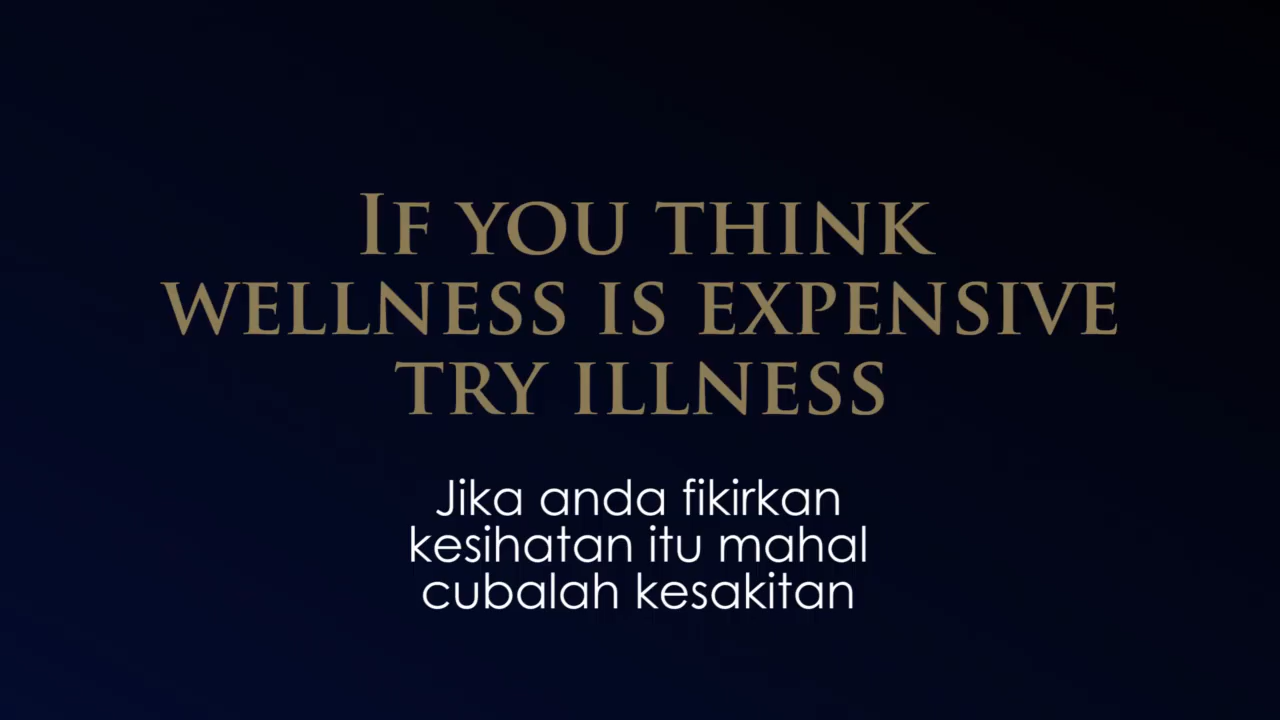 If you think
wellness is expensive
try illness
Jika anda fikirkan
kesihatan itu mahal
cubalah kesakitan